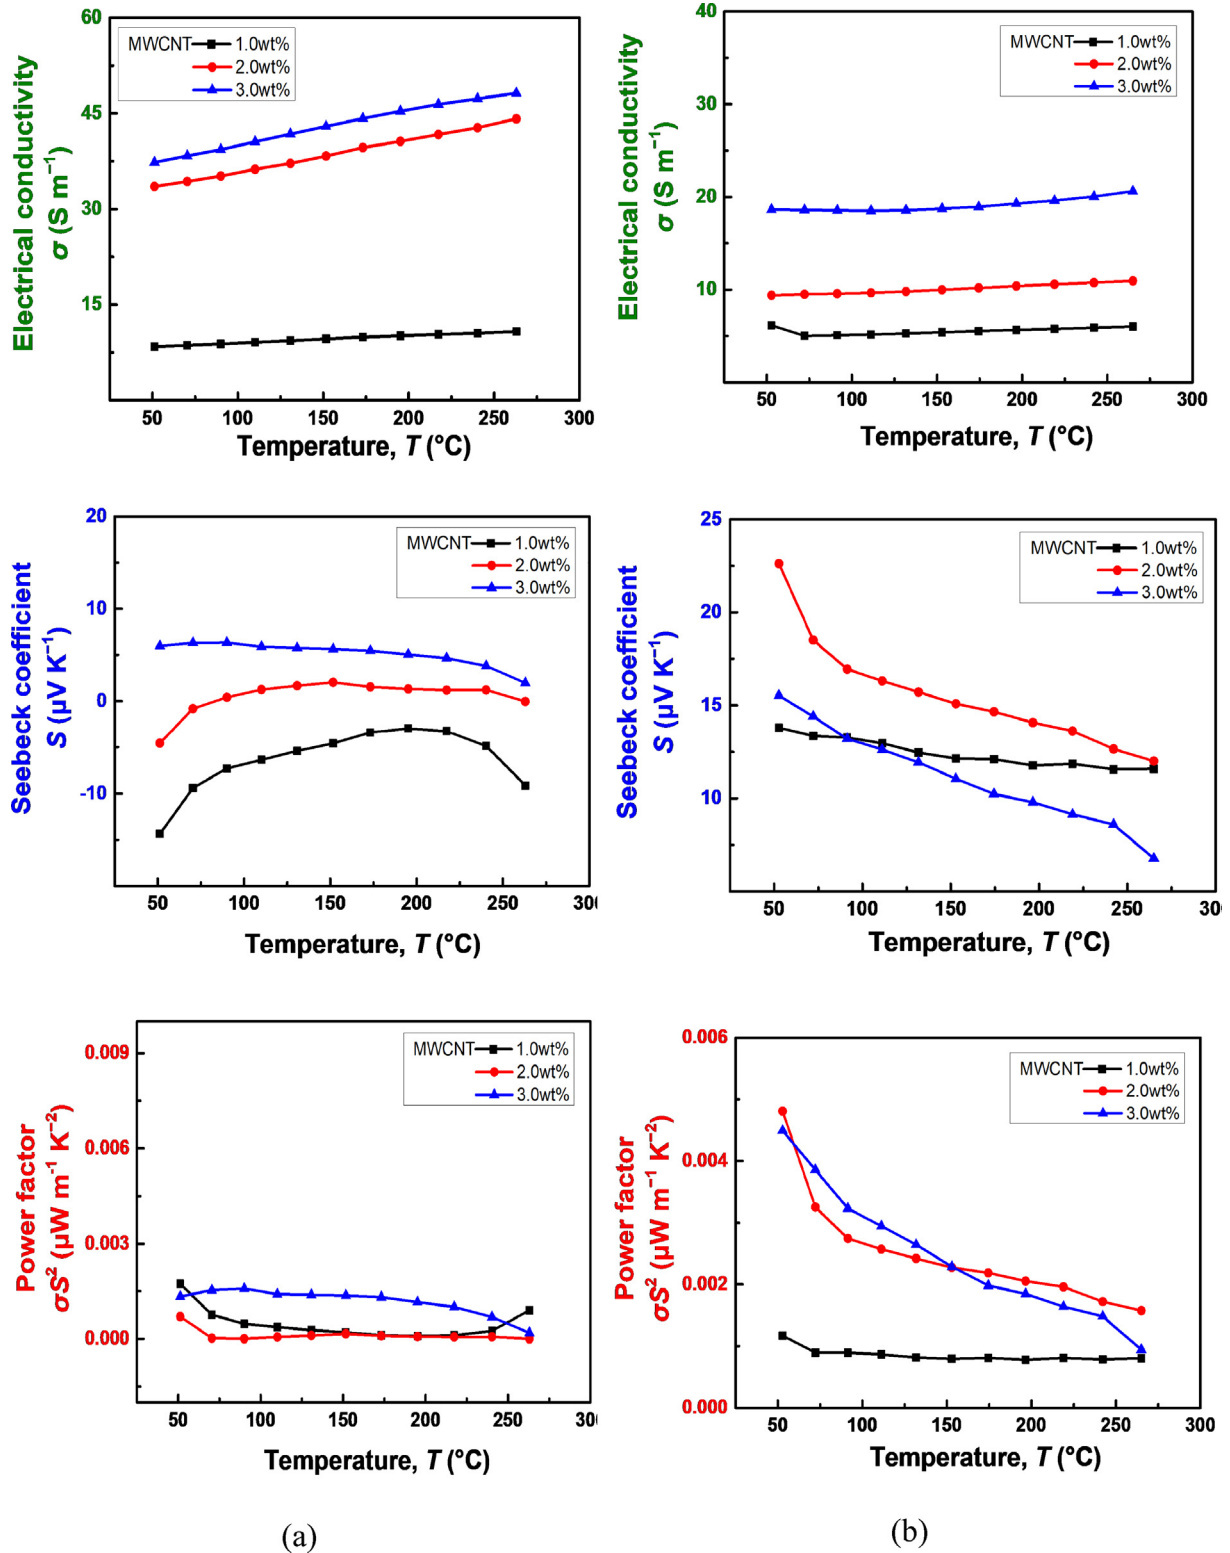 60
45
30
15
Electrical conductivity
σ (S m⁻¹)
MWCNT 1.0wt%
2.0wt%
3.0wt%
50 100 150 200 250 300
Temperature, T (°C)
40
30
20
10
Electrical conductivity
σ (S m⁻¹)
MWCNT 1.0wt%
2.0wt%
3.0wt%
50 100 150 200 250 300
Temperature, T (°C)
20
10
0
-10
Seebeck coefficient
S (μV K⁻¹)
MWCNT 1.0wt%
2.0wt%
3.0wt%
50 100 150 200 250 300
Temperature, T (°C)
25
20
15
10
Seebeck coefficient
S (μV K⁻¹)
MWCNT 1.0wt%
2.0wt%
3.0wt%
50 100 150 200 250 300
Temperature, T (°C)
0.009
0.006
0.003
0.000
Power factor
σS² (μW m⁻¹ K⁻²)
MWCNT 1.0wt%
2.0wt%
3.0wt%
50 100 150 200 250 300
Temperature, T (°C)
0.006
0.004
0.002
0.000
Power factor
σS² (μW m⁻¹ K⁻²)
MWCNT 1.0wt%
2.0wt%
3.0wt%
50 100 150 200 250 300
Temperature, T (°C)
(a)
(b)